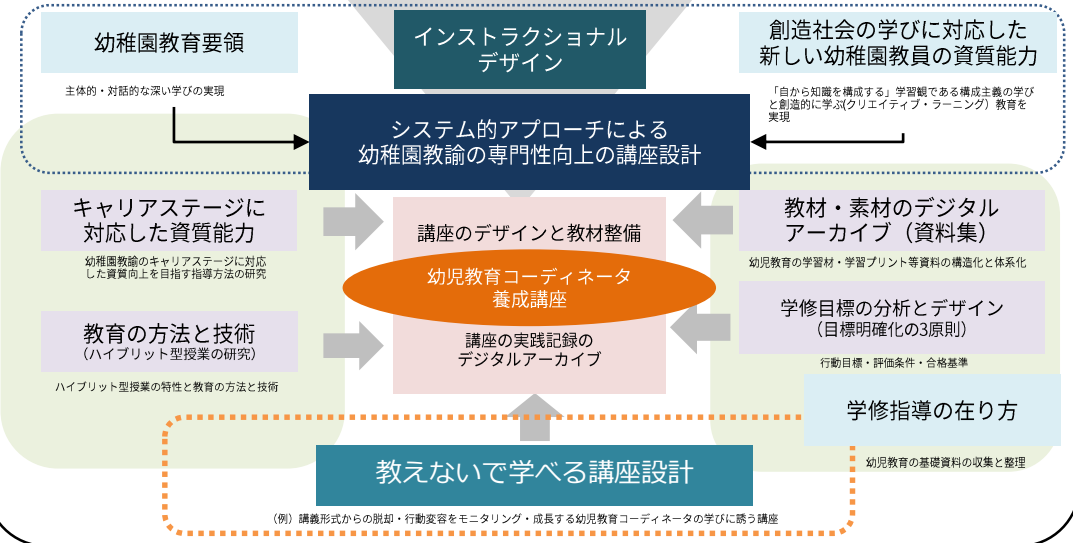 幼稚園教育要領
主体的・対話的な深い学びの実現
インストラクショナル
デザイン
創造社会の学びに対応した
新しい幼稚園教員の資質能力
「自から知識を構成する」学習観である構成主義の学び
と創造的に学ぶ(クリエイティブ・ラーニング）教育を
実現
システム的アプローチによる
幼稚園教諭の専門性向上の講座設計
キャリアステージに
対応した資質能力
幼稚園教諭のキャリアステージに対応
した資質向上を目指す指導方法の研究
教育の方法と技術
（ハイブリット型授業の研究）
ハイブリット型授業の特性と教育の方法と技術
講座のデザインと教材整備
幼児教育コーディネータ
養成講座
講座の実践記録の
デジタルアーカイブ
教材・素材のデジタル
アーカイブ（資料集）
幼児教育の学習材・学習プリント等資料の構造化と体系化
学修目標の分析とデザイン
（目標明確化の3原則）
行動目標・評価条件・合格基準
学修指導の在り方
幼児教育の基礎資料の収集と整理
教えないで学べる講座設計
（例）講義形式からの脱却・行動変容をモニタリング・成長する幼児教育コーディネータの学びに誘う講座